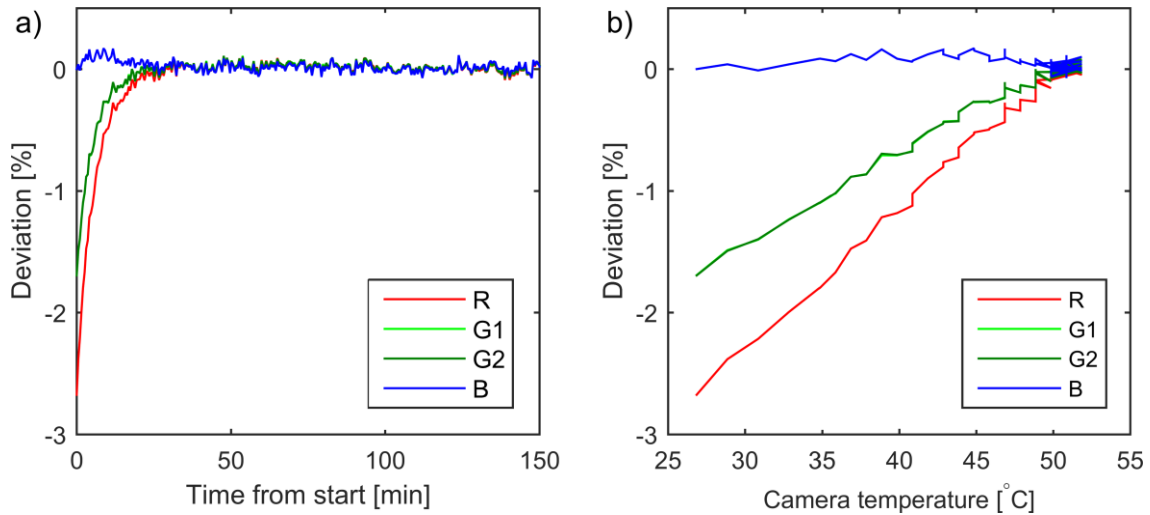 a)
0
-1
-2
-3
Deviation [%]
R
G1
G2
B
0
50
100
150
Time from start [min]
b)
0
-1
-2
-3
Deviation [%]
R
G1
G2
B
25
30
35
40
45
50
55
Camera temperature [°C]